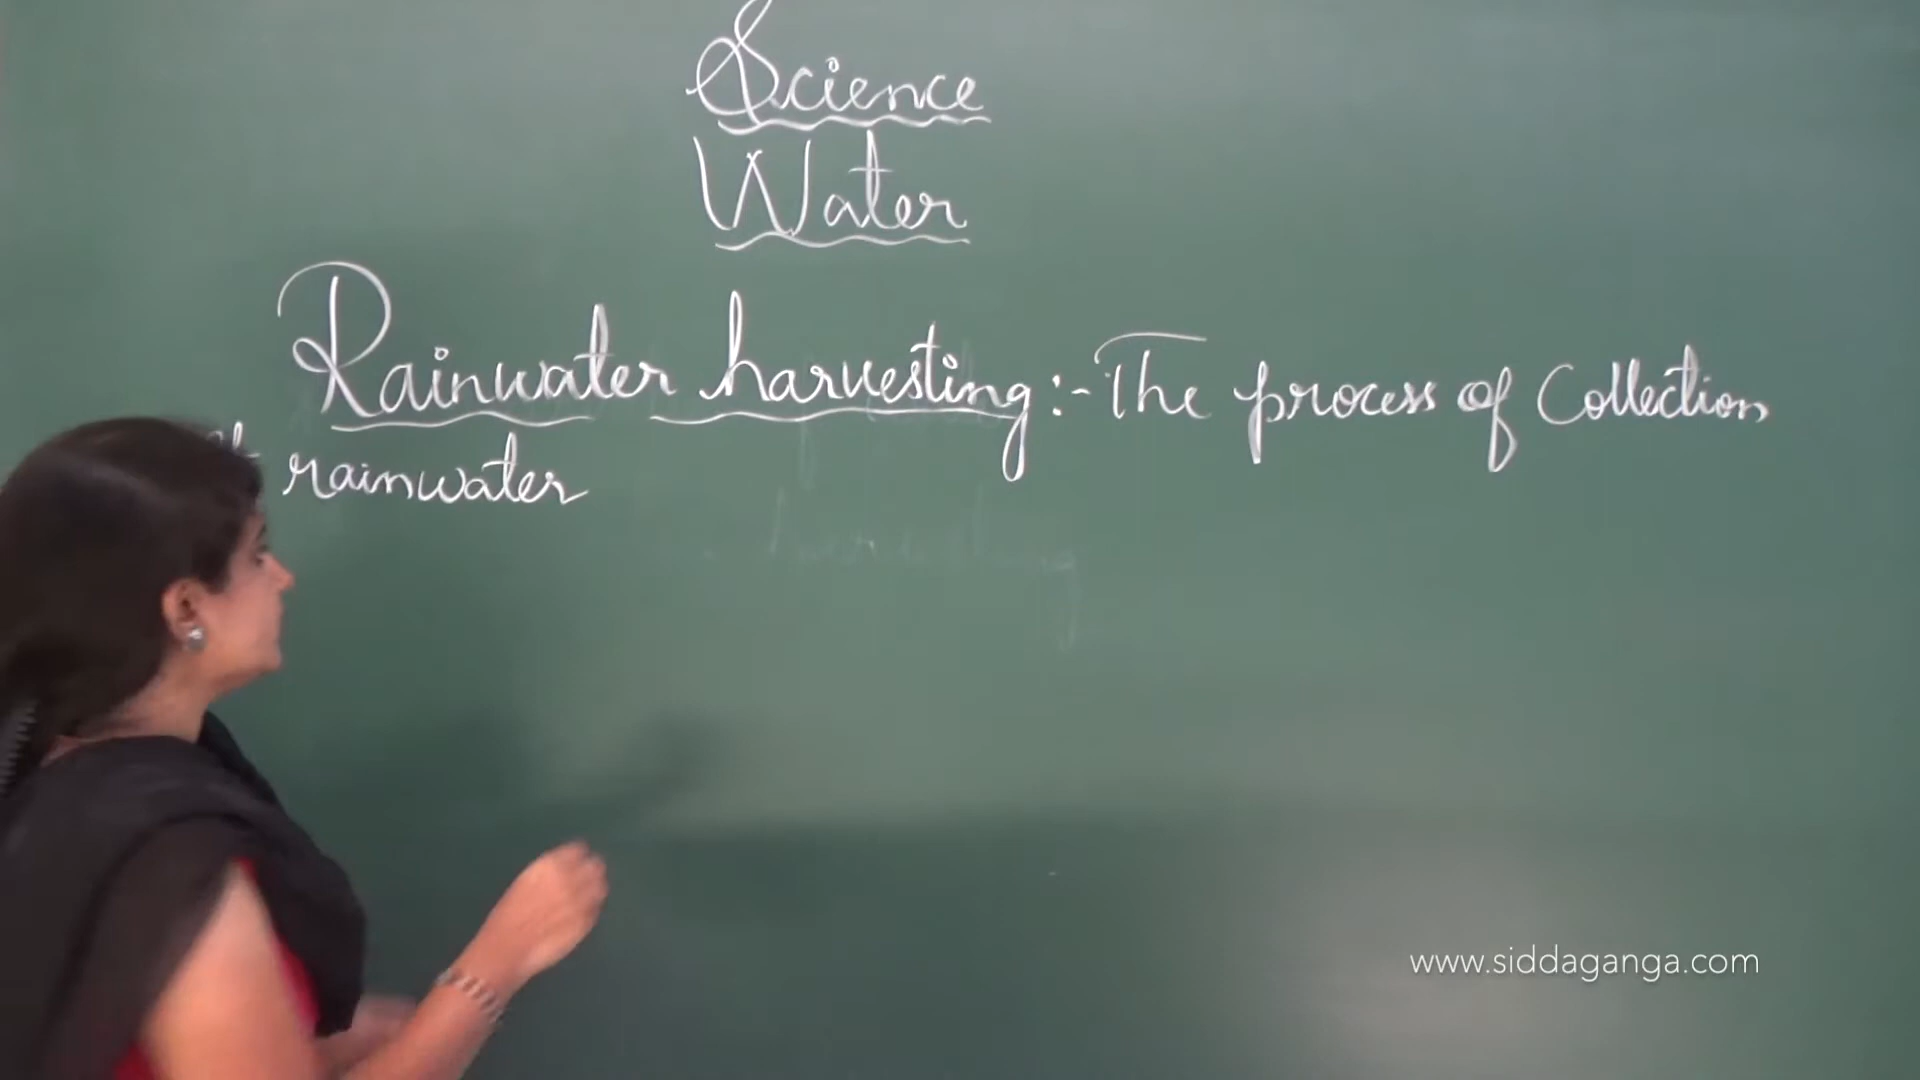 Science
Water
Rainwater harvesting :- The process of Collection
rainwater
www.siddaganga.com